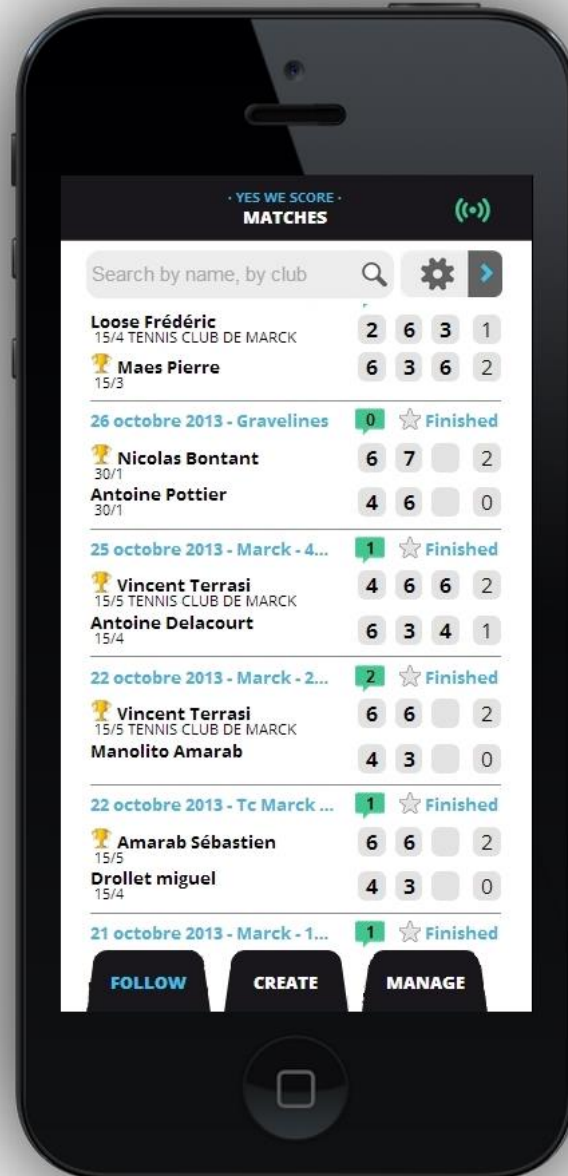 · YES WE SCORE ·
MATCHES
Search by name, by club
Loose Frédéric 2 6 3 1
15/4 TENNIS CLUB DE MARCK
Maes Pierre 6 3 6 2
15/3
26 octobre 2013 - Gravelines 0 Finished
Nicolas Bontant 6 7 2
30/1
Antoine Pottier 4 6 0
30/1
25 octobre 2013 - Marck - 4... 1 Finished
Vincent Terrasi 4 6 6 2
15/5 TENNIS CLUB DE MARCK
Antoine Delacourt 6 3 4 1
15/4
22 octobre 2013 - Marck - 2... 2 Finished
Vincent Terrasi 6 6 2
15/5 TENNIS CLUB DE MARCK
Manolito Amarab 4 3 0
22 octobre 2013 - Tc Marck ... 1 Finished
Amarab Sébastien 6 6 2
15/5
Drollet miguel 4 3 0
15/4
21 octobre 2013 - Marck - 1... 1 Finished
FOLLOW CREATE MANAGE